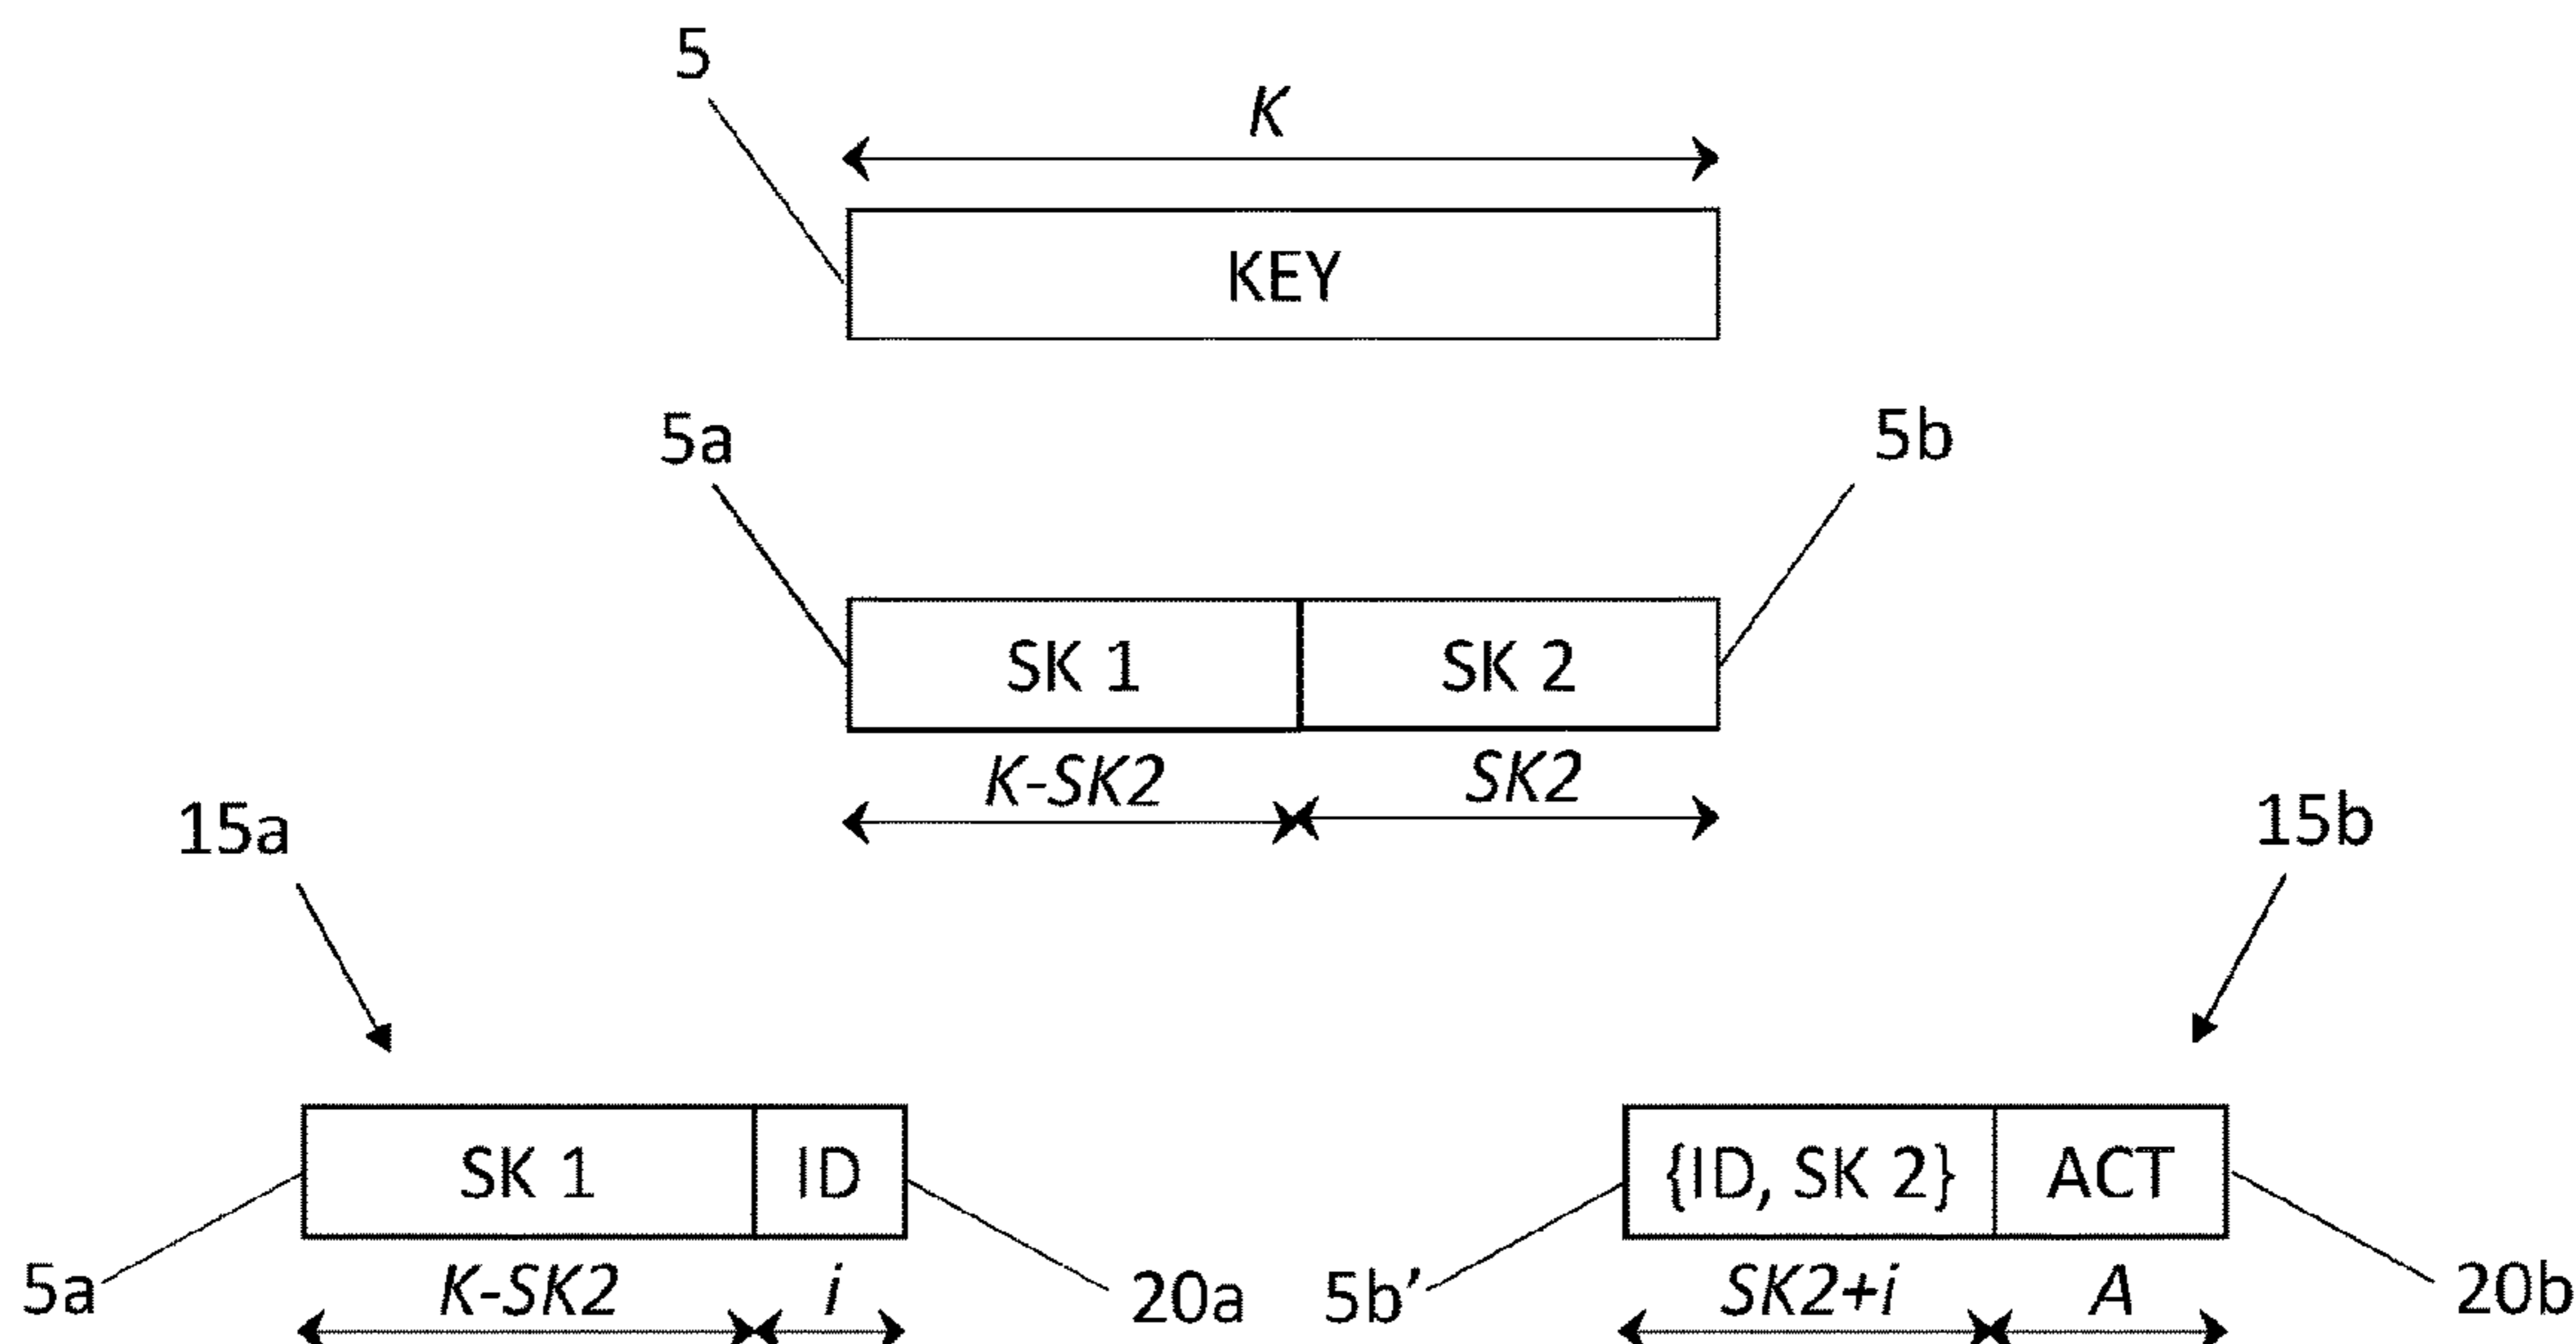 5
K
KEY
5a
5b
SK 1
SK 2
K-SK2
SK2
15a
15b
SK 1
ID
{ID, SK 2}
ACT
5a
K-SK2
i
20a
5b’
SK2+i
A
20b